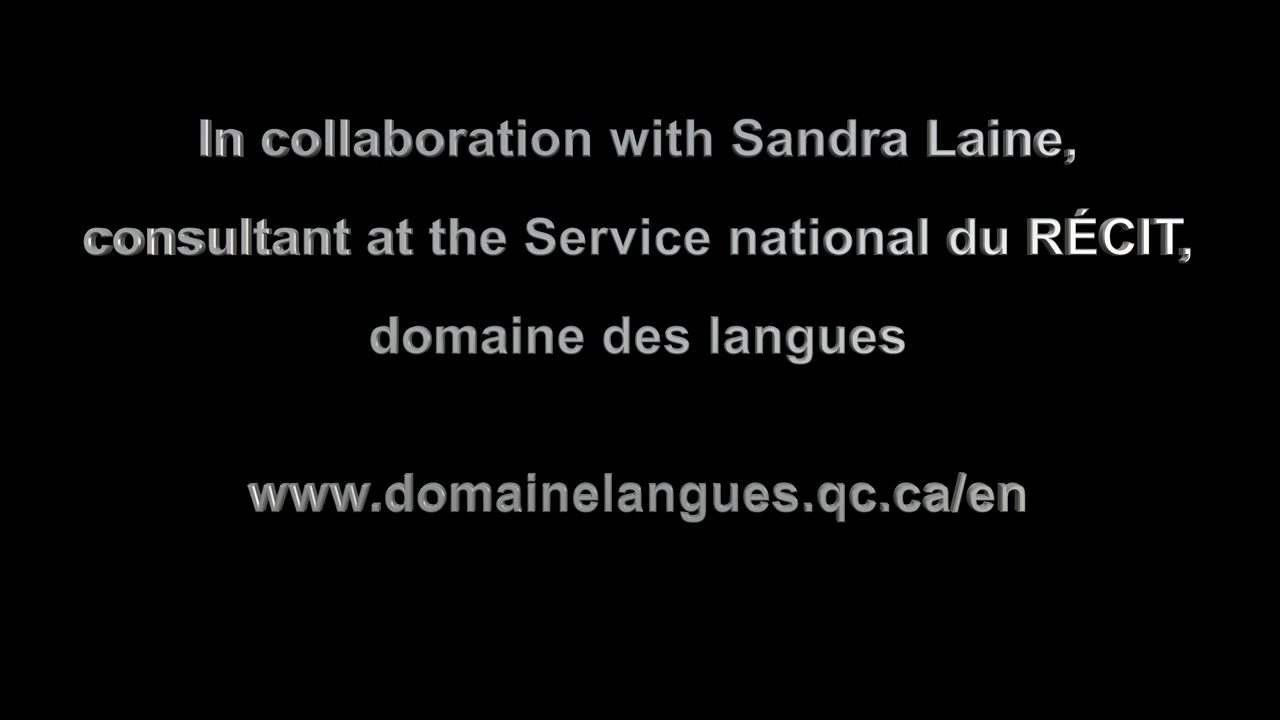 In collaboration with Sandra Laine,
consultant at the Service national du RÉCIT,
domaine des langues
www.domainelangues.qc.ca/en